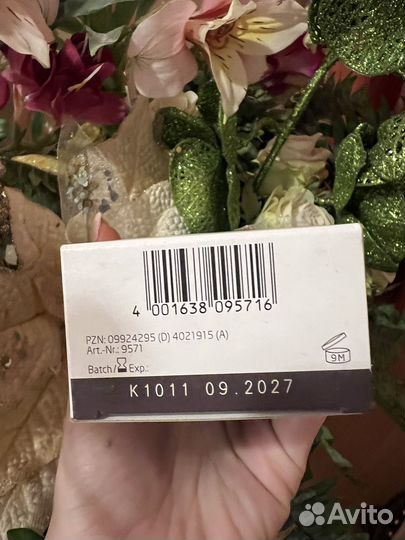 4 001638 095716
PZN: 09924295 (D) 4021915 (A)
Art.-Nr.: 9571
9M
Batch/ Exp.:
K1011 09.2027
Avito